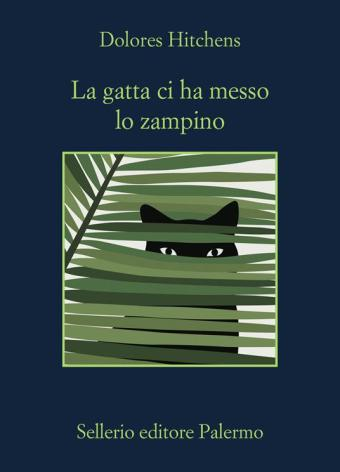 Dolores Hitchens
La gatta ci ha messo
lo zampino
Sellerio editore Palermo